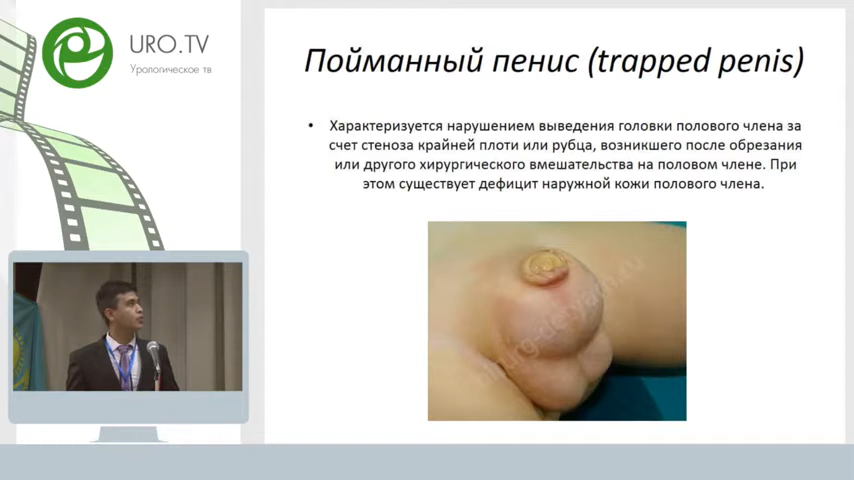 URO.TV
Урологическое тв
Пойманный пенис (trapped penis)
• Характеризуется нарушением выведения головки полового члена за
счет стеноза крайней плоти или рубца, возникшего после обрезания
или другого хирургического вмешательства на половом члене. При
этом существует дефицит наружной кожи полового члена.